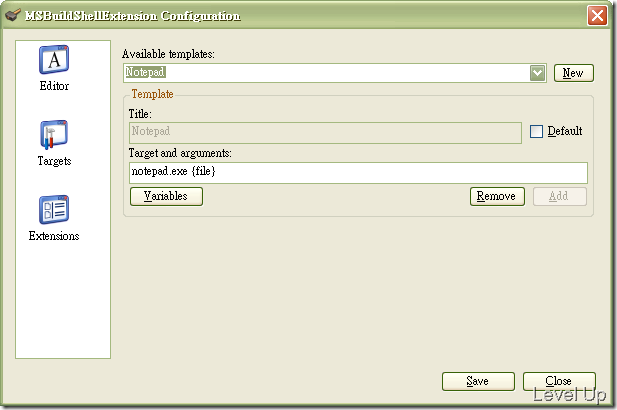 MSBuildShellExtension Configuration
Editor
Targets
Extensions
Available templates:
Notepad
New
Template
Title:
Notepad
Default
Target and arguments:
notepad.exe {file}
Variables
Remove
Add
Save
Close
Level Up